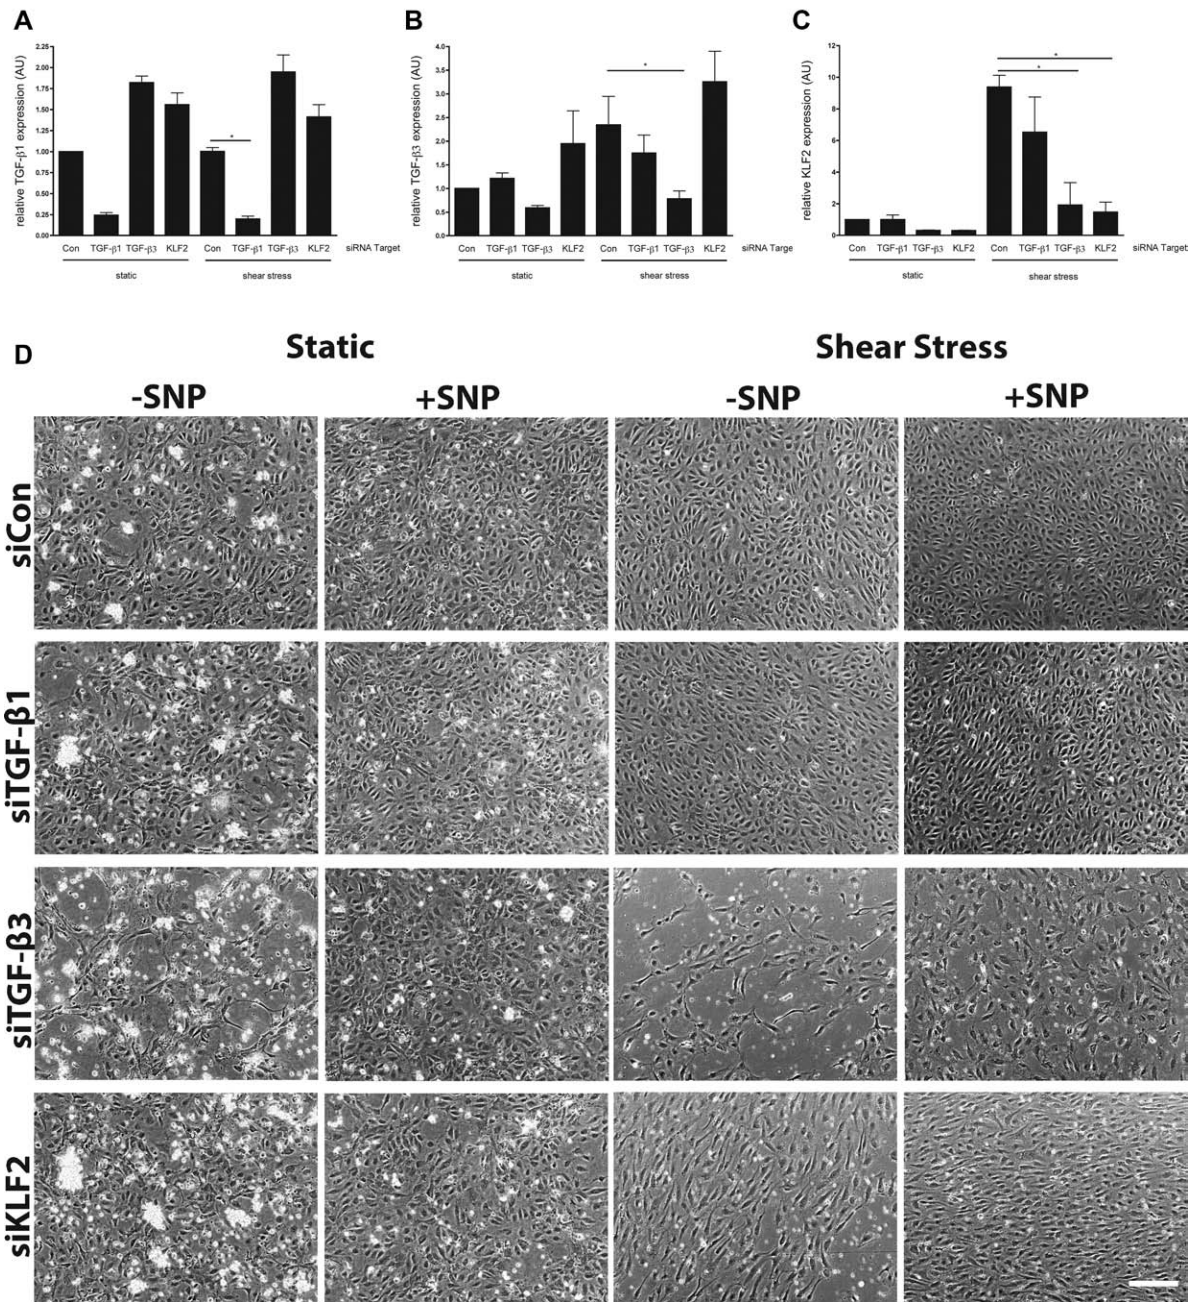 A
relative TGF-β1 expression (AU)
2.25
2.00
1.75
1.50
1.25
1.00
0.75
0.50
0.25
0.00
*
Con TGF-β1 TGF-β3 KLF2 Con TGF-β1 TGF-β3 KLF2 siRNA Target
static shear stress
B
relative TGF-β3 expression (AU)
4.0
3.5
3.0
2.5
2.0
1.5
1.0
0.5
0.0
*
Con TGF-β1 TGF-β3 KLF2 Con TGF-β1 TGF-β3 KLF2 siRNA Targe
static shear stress
C
relative KLF2 expression (AU)
12
10
8
6
4
2
0
*
*
Con TGF-β1 TGF-β3 KLF2 Con TGF-β1 TGF-β3 KLF2 siRNA Target
static shear stress
D
Static Shear Stress
-SNP +SNP -SNP +SNP
siCon
siTGF-β1
siTGF-β3
siKLF2